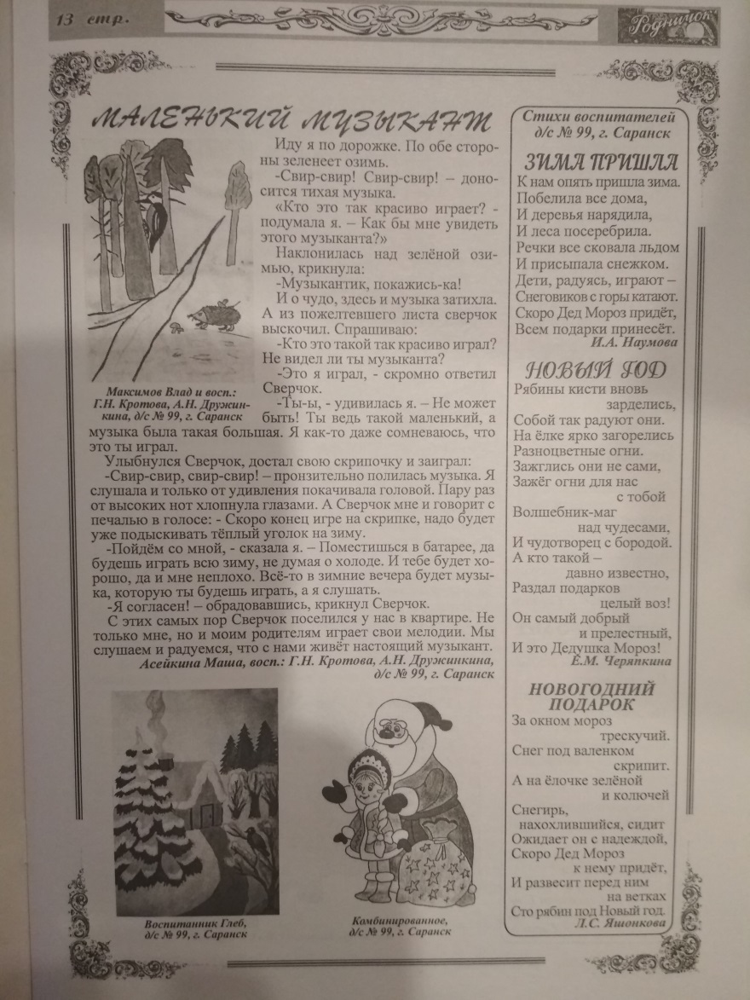 13 стр.
Родничок
МАЛЕНЬКИЙ МУЗЫКАНТ
Иду я по дорожке. По обе сторо-
ны зеленеет озимь.
-Свир-свир! Свир-свир! – доно-
сится тихая музыка.
«Кто это так красиво играет? -
подумала я. – Как бы мне увидеть
этого музыканта?»
Наклонилась над зелёной ози-
мью, крикнула:
-Музыкантик, покажись-ка!
И о чудо, здесь и музыка затихла.
А из пожелтевшего листа сверчок
выскочил. Спрашиваю:
-Кто это такой так красиво играл?
Не видел ли ты музыканта?
-Это я играл, - скромно ответил
Сверчок.
-Ты-ы, - удивилась я. – Не может
быть! Ты ведь такой маленький, а
музыка была такая большая. Я как-то даже сомневаюсь, что
это ты играл.
Улыбнулся Сверчок, достал свою скрипочку и заиграл:
-Свир-свир, свир-свир! – пронзительно полилась музыка. Я
слушала и только от удивления покачивала головой. Пару раз
от высоких нот хлопнула глазами. А Сверчок мне и говорит с
печалью в голосе: - Скоро конец игре на скрипке, надо будет
уже подыскивать тёплый уголок на зиму.
-Пойдём со мной, - сказала я. – Поместишься в батарее, да
будешь играть всю зиму, не думая о холоде. И тебе будет хо-
рошо, да и мне неплохо. Всё-то в зимние вечера будет музы-
ка, которую ты будешь играть, а я слушать.
-Я согласен! – обрадовавшись, крикнул Сверчок.
С этих самых пор Сверчок поселился у нас в квартире. Не
только мне, но и моим родителям играет свои мелодии. Мы
слушаем и радуемся, что с нами живёт настоящий музыкант.
Асейкина Маша, восп.: Г.Н. Кротова, А.Н. Дружинкина,
д/с № 99, г. Саранск
Максимов Влад и восп.:
Г.Н. Кротова, А.Н. Дружин-
кина, д/с № 99, г. Саранск
Воспитанник Глеб,
д/с № 99, г. Саранск
Комбинированное,
д/с № 99, г. Саранск
Стихи воспитателей
д/с № 99, г. Саранск
ЗИМА ПРИШЛА
К нам опять пришла зима.
Побелила все дома,
И деревья нарядила,
И леса посеребрила.
Речки все сковала льдом
И присыпала снежком.
Дети, радуясь, играют –
Снеговиков с горы катают.
Скоро Дед Мороз придёт,
Всем подарки принесёт.
И.А. Наумова
НОВЫЙ ГОД
Рябины кисти вновь
зарделись,
Собой так радуют они.
На ёлке ярко загорелись
Разноцветные огни.
Зажглись они не сами,
Зажёг огни для нас
с тобой
Волшебник-маг
над чудесами,
И чудотворец с бородой.
А кто такой –
давно известно,
Раздал подарков
целый воз!
Он самый добрый
и прелестный,
И это Дедушка Мороз!
Е.М. Черяпкина
НОВОГОДНИЙ
ПОДАРОК
За окном мороз
трескучий.
Снег под валенком
скрипит.
А на ёлочке зелёной
и колючей
Снегирь,
нахохлившийся, сидит
Ожидает он с надеждой,
Скоро Дед Мороз
к нему придёт,
И развесит перед ним
на ветках
Сто рябин под Новый год.
Л.С. Яшонкова